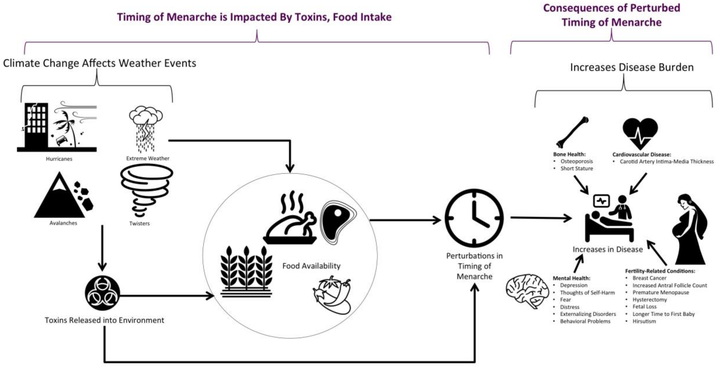 Timing of Menarche is Impacted By Toxins, Food Intake
Consequences of Perturbed
Timing of Menarche
Climate Change Affects Weather Events
Increases Disease Burden
Hurricanes
Extreme Weather
Avalanches
Twisters
Toxins Released into Environment
Food Availability
Perturbations in
Timing of
Menarche
Bone Health:
• Osteoporosis
• Short Stature
Cardiovascular Disease:
• Carotid Artery Intima-Media Thickness
Increases in Disease
Mental Health:
• Depression
• Thoughts of Self-Harm
• Fear
• Distress
• Externalizing Disorders
• Behavioral Problems
Fertility-Related Conditions:
• Breast Cancer
• Increased Antral Follicle Count
• Premature Menopause
• Hysterectomy
• Fetal Loss
• Longer Time to First Baby
• Hirsutism